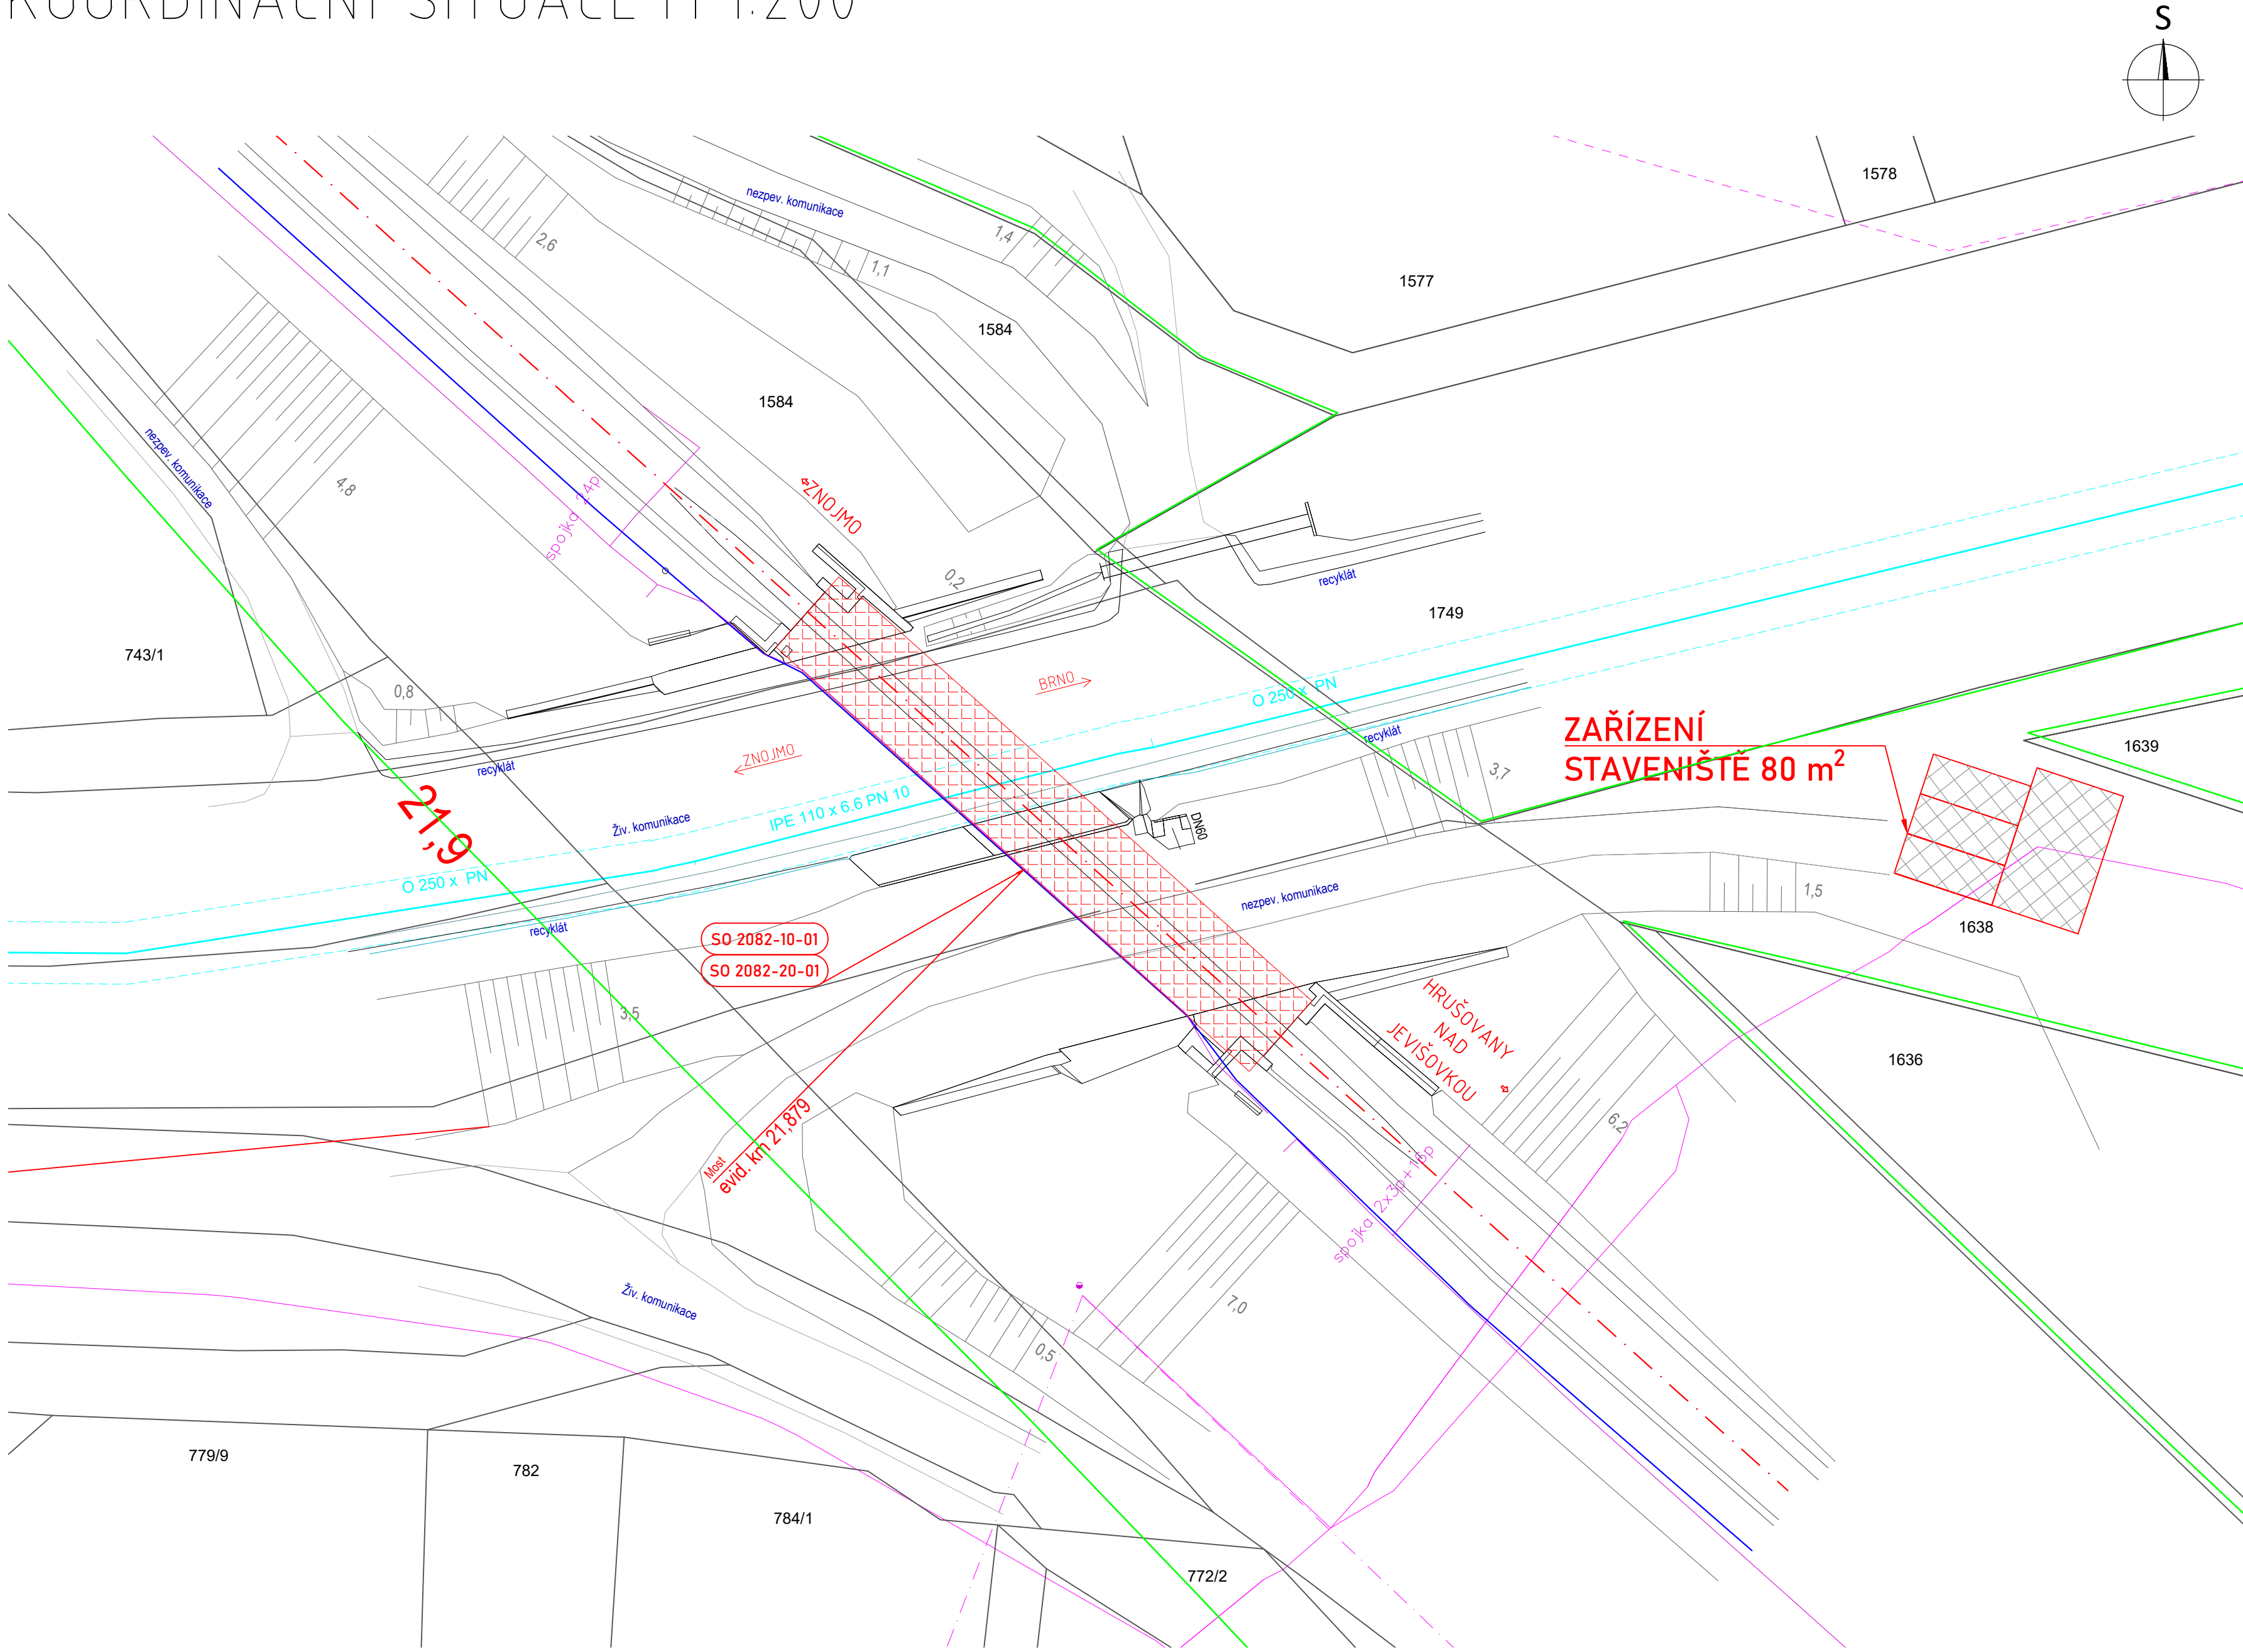 S
1578
nezpev. komunikace
2,6
1,4
1,1
1577
1584
1584
nezpev. komunikace
4,8
spojka 24p
ZNOJMO
0,2
recyklát
1749
743/1
0,8
BRNO
O 250 x PN
ZNOJMO
recyklát
recyklát
ZAŘÍZENÍ
STAVENIŠTĚ 80 m²
1639
3,7
21,9
IPE 110 x 6.6 PN 10
Živ. komunikace
DN60
O 250 x PN
nezpev. komunikace
1,5
recyklát
1638
SO 2082-10-01
SO 2082-20-01
3,5
HRUŠOVANY
NAD
JEVIŠOVKOU
1636
Most
evid. km 21,879
6,2
spojka 2x3p+16p
Živ. komunikace
7,0
0,5
779/9
782
784/1
772/2